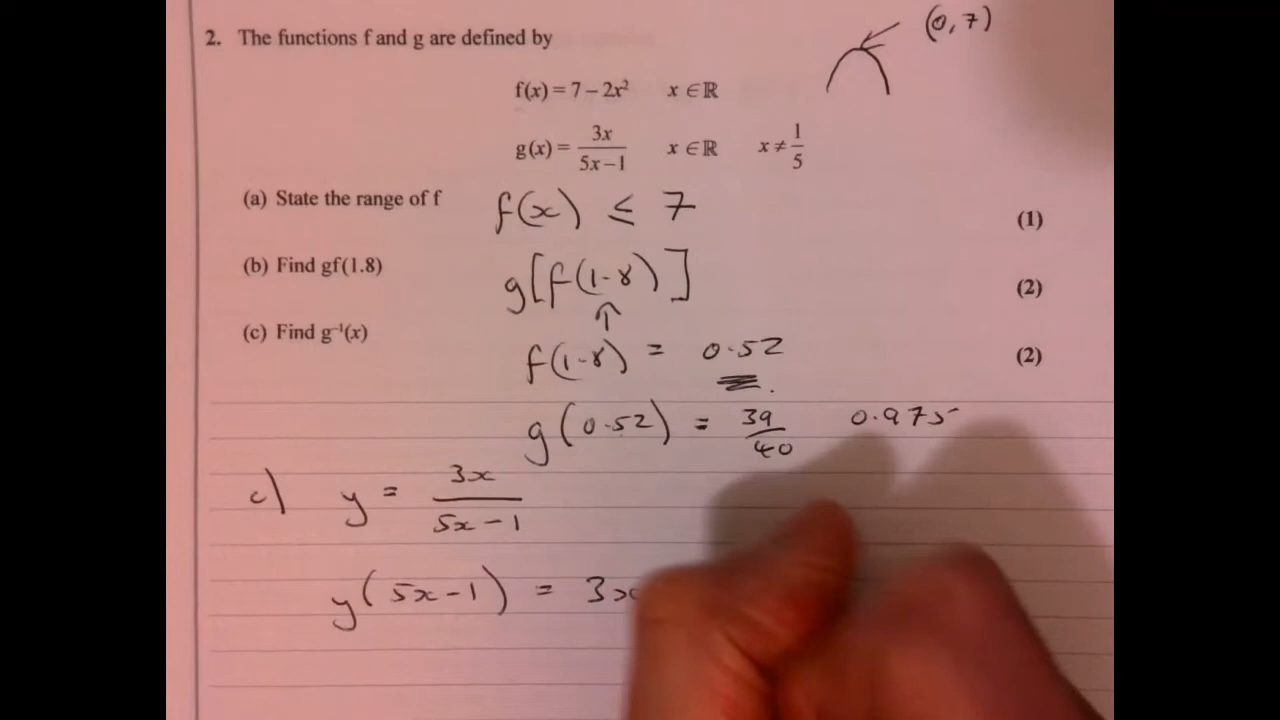 (0, 7)
2. The functions f and g are defined by
f(x) = 7 – 2x² x ∈ ℝ
g(x) = 3x/(5x – 1) x ∈ ℝ x ≠ 1/5
(a) State the range of f f(x) ≤ 7
(1)
(b) Find gf(1.8) g[f(1·8)]
(2)
(c) Find g⁻¹(x)
f(1·8) = 0·52
(2)
g(0·52) = 39/40 0·975
c) y = 3x/(5x – 1)
y(5x – 1) = 3x